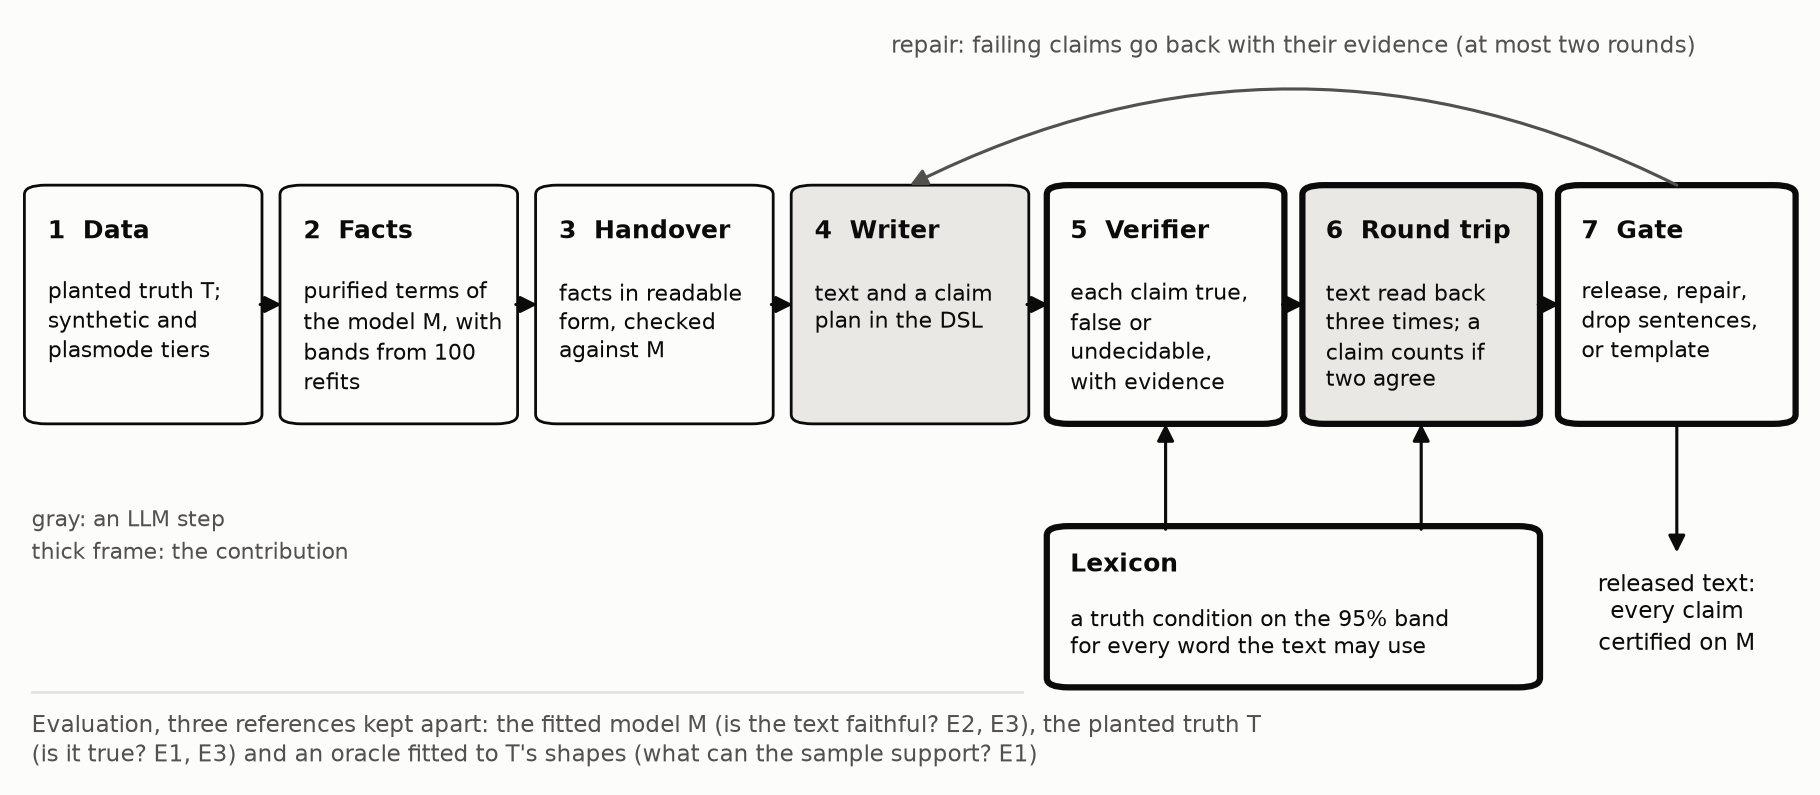 repair: failing claims go back with their evidence (at most two rounds)
1 Data
planted truth T;
synthetic and
plasmode tiers
2 Facts
purified terms of
the model M, with
bands from 100
refits
3 Handover
facts in readable
form, checked
against M
4 Writer
text and a claim
plan in the DSL
5 Verifier
each claim true,
false or
undecidable,
with evidence
6 Round trip
text read back
three times; a
claim counts if
two agree
7 Gate
release, repair,
drop sentences,
or template
gray: an LLM step
thick frame: the contribution
Lexicon
a truth condition on the 95% band
for every word the text may use
released text:
every claim
certified on M
Evaluation, three references kept apart: the fitted model M (is the text faithful? E2, E3), the planted truth T
(is it true? E1, E3) and an oracle fitted to T's shapes (what can the sample support? E1)